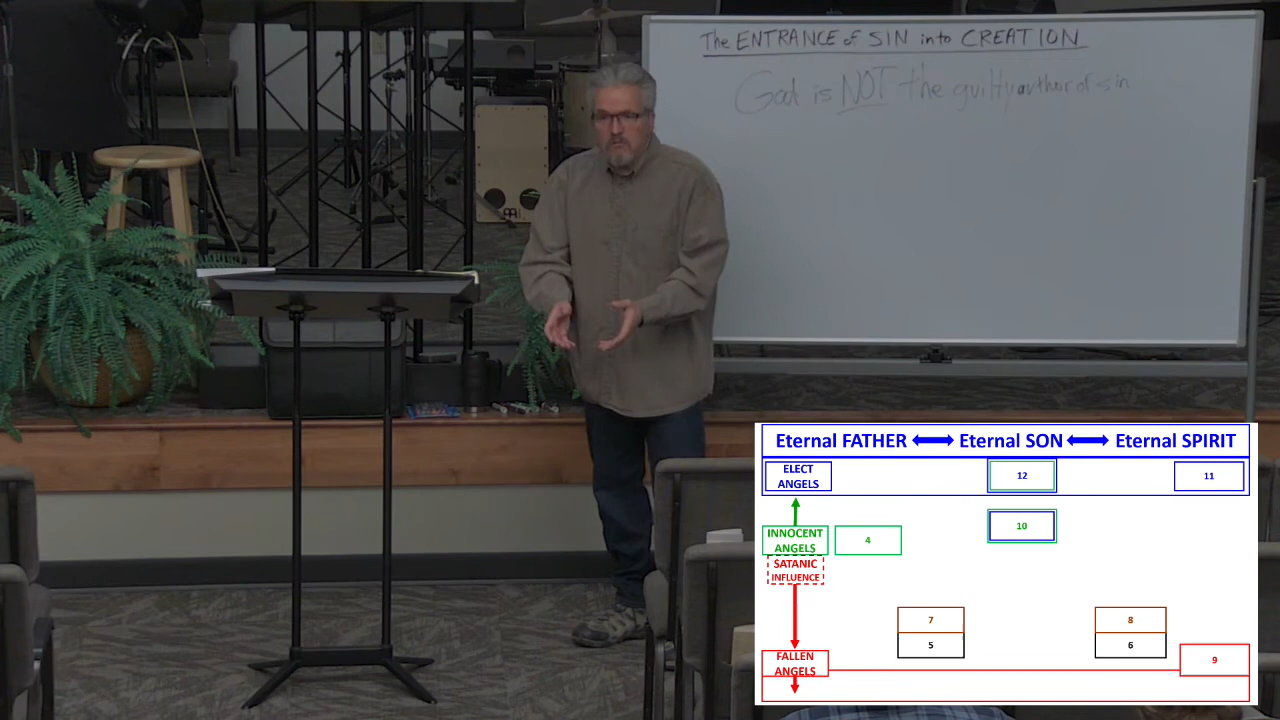 The ENTRANCE of SIN into CREATION
God is NOT the guilty author of sin
MEINL
Eternal FATHER Eternal SON Eternal SPIRIT
ELECT
ANGELS
12
11
INNOCENT
ANGELS
4
10
SATANIC
INFLUENCE
7
8
5
6
FALLEN
ANGELS
9